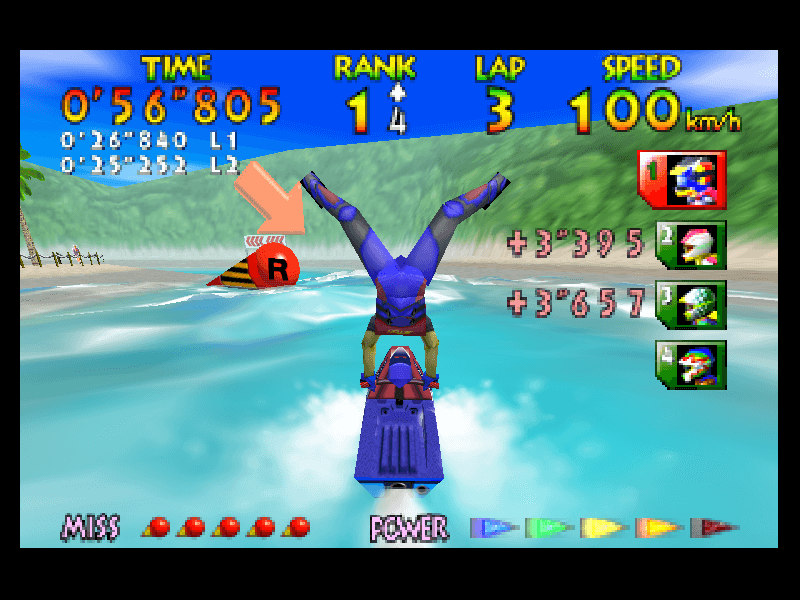 TIME RANK LAP SPEED
0'56"805 1 4 3 100 km/h
0'26"840 L1
0'25"252 L2
1
R
+3"395 2
+3"657 3
4
MISS POWER